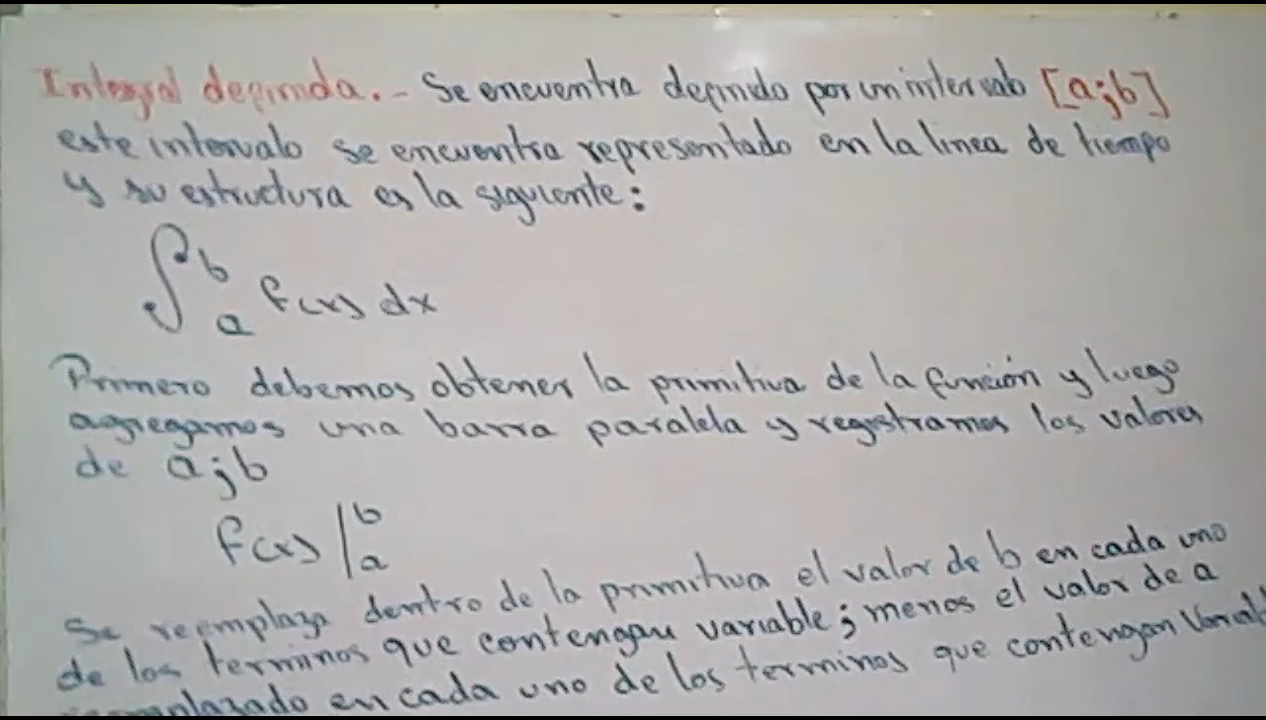 Integral definida.- Se encuentra definido por un intervalo [a;b]
este intervalo se encuentra representado en la linea de tiempo
y su estructura es la siguiente:
∫ₐᵇ f(x) dx
Primero debemos obtener la primitiva de la función y luego
agregamos una barra paralela y registramos los valores
de a;b
f(x) |ₐᵇ
Se reemplaza dentro de la primitiva el valor de b en cada uno
de los terminos que contengan variable; menos el valor de a
en cada uno de los terminos que contengan